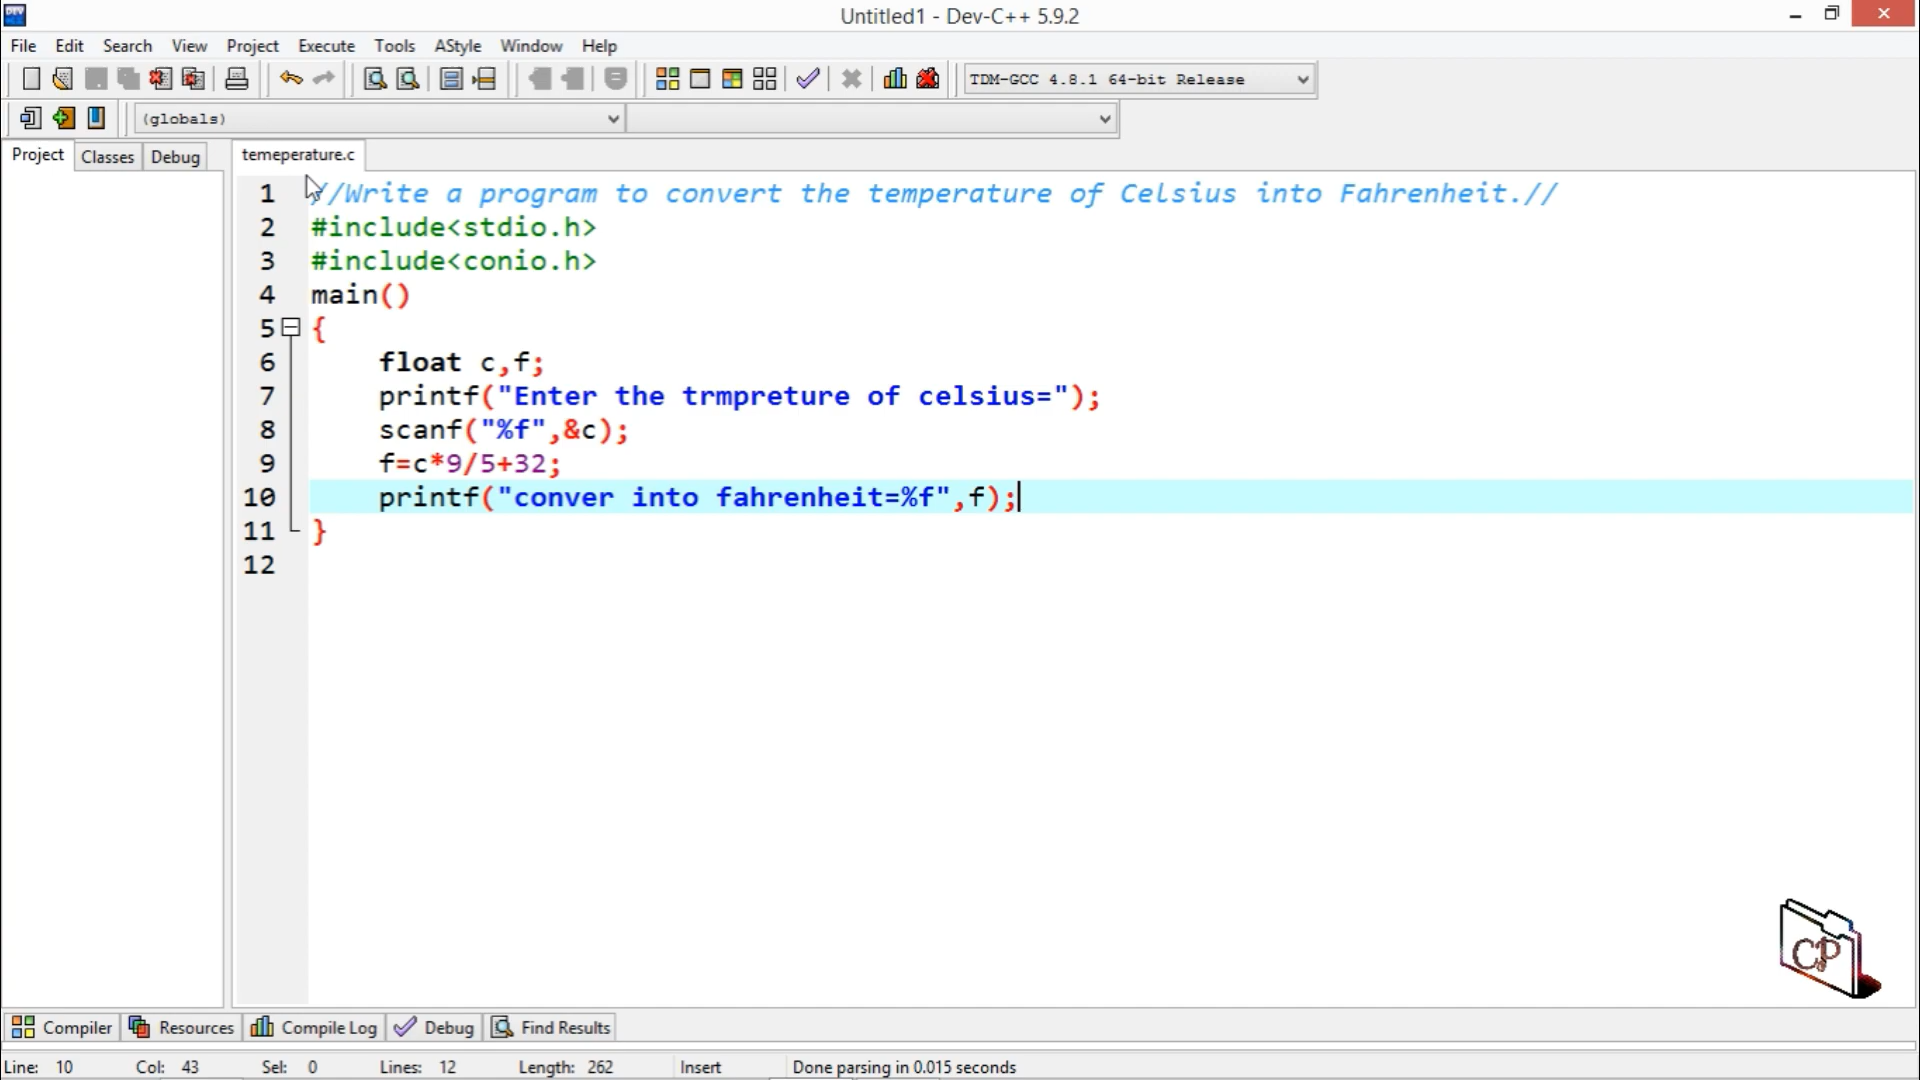 Untitled1 - Dev-C++ 5.9.2
File Edit Search View Project Execute Tools AStyle Window Help
TDM-GCC 4.8.1 64-bit Release
(globals)
Project Classes Debug temeperature.c
1 //Write a program to convert the temperature of Celsius into Fahrenheit.//
2 #include<stdio.h>
3 #include<conio.h>
4 main()
5 {
6 float c,f;
7 printf("Enter the trmpreture of celsius=");
8 scanf("%f",&c);
9 f=c*9/5+32;
10 printf("conver into fahrenheit=%f",f);
11 }
12
CP
Compiler Resources Compile Log Debug Find Results
Line: 10 Col: 43 Sel: 0 Lines: 12 Length: 262 Insert Done parsing in 0.015 seconds